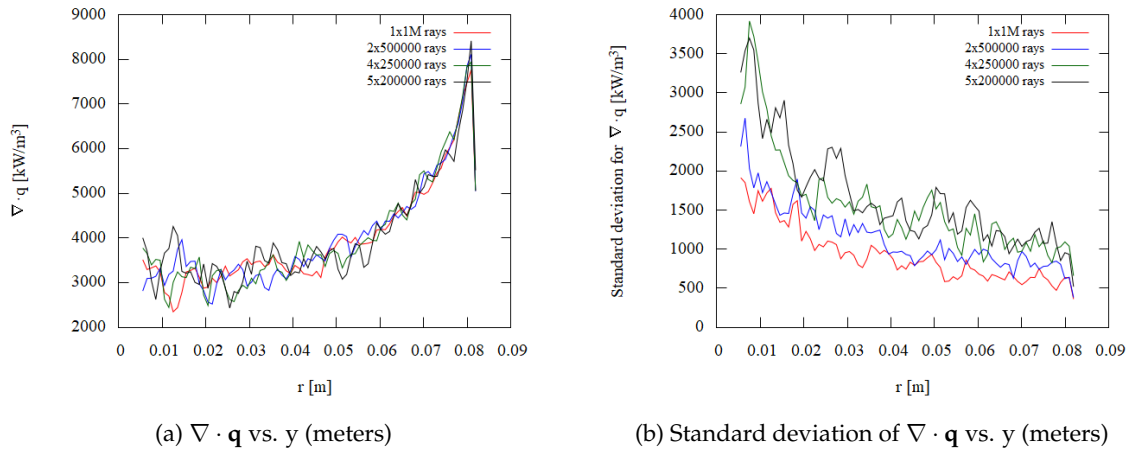 9000
8000
7000
6000
5000
4000
3000
2000
∇ · q [kW/m³]
1x1M rays
2x500000 rays
4x250000 rays
5x200000 rays
0 0.01 0.02 0.03 0.04 0.05 0.06 0.07 0.08 0.09
r [m]
(a) ∇ · q vs. y (meters)
4000
3500
3000
2500
2000
1500
1000
500
0
Standard deviation for ∇ · q [kW/m³]
1x1M rays
2x500000 rays
4x250000 rays
5x200000 rays
0 0.01 0.02 0.03 0.04 0.05 0.06 0.07 0.08 0.09
r [m]
(b) Standard deviation of ∇ · q vs. y (meters)